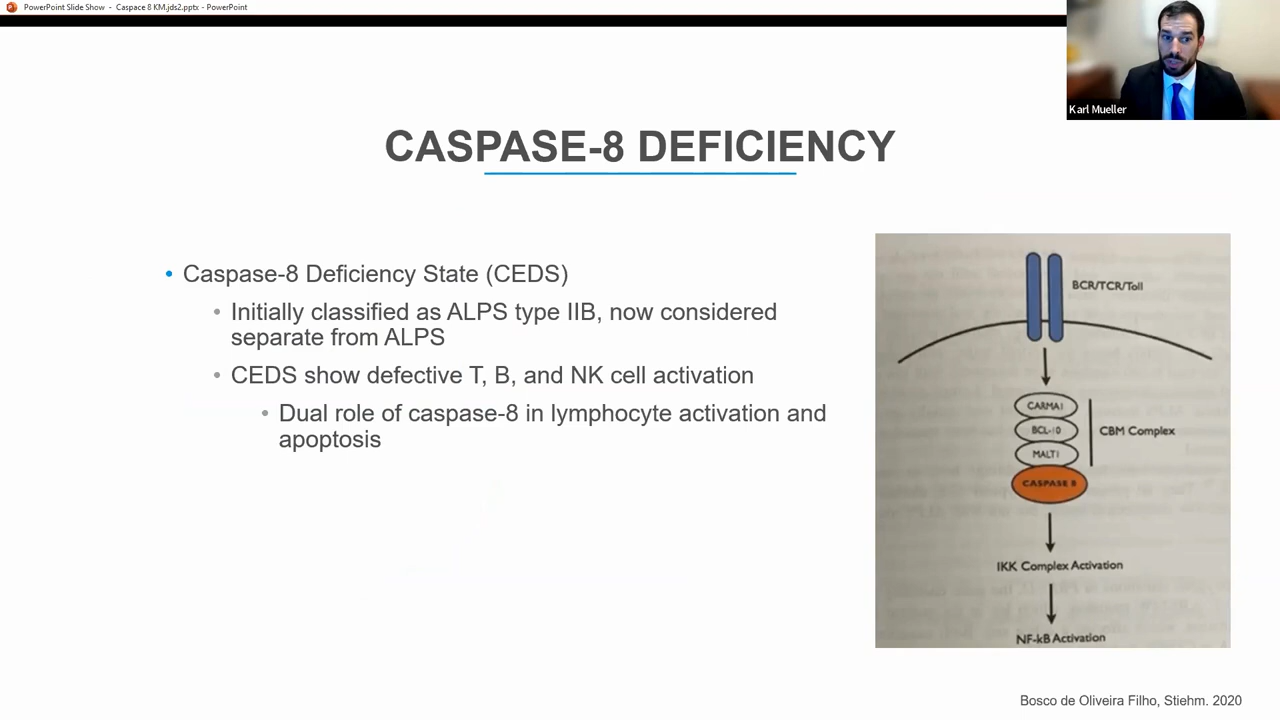 PowerPoint Slide Show - Caspace 8 KM.jds2.pptx - PowerPoint
Karl Mueller
CASPASE-8 DEFICIENCY
• Caspase-8 Deficiency State (CEDS)
• Initially classified as ALPS type IIB, now considered
separate from ALPS
• CEDS show defective T, B, and NK cell activation
• Dual role of caspase-8 in lymphocyte activation and
apoptosis
BCR/TCR/Toll
CARMA1
BCL-10
MALT1
CBM Complex
CASPASE 8
IKK Complex Activation
NF-kB Activation
Bosco de Oliveira Filho, Stiehm. 2020